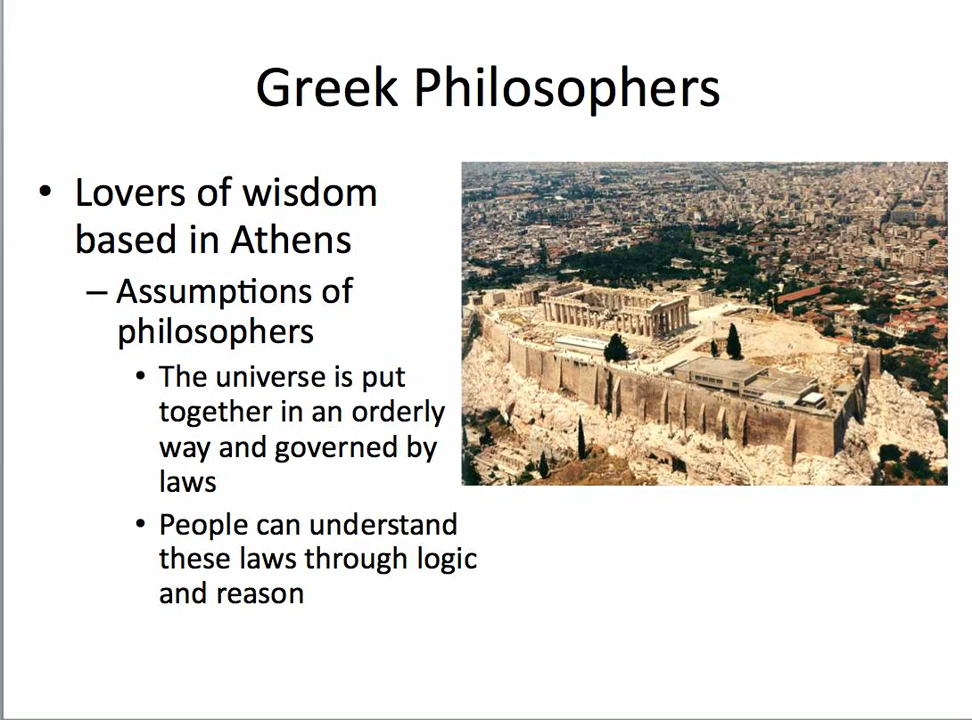 Greek Philosophers
• Lovers of wisdom
based in Athens
– Assumptions of
philosophers
• The universe is put
together in an orderly
way and governed by
laws
• People can understand
these laws through logic
and reason